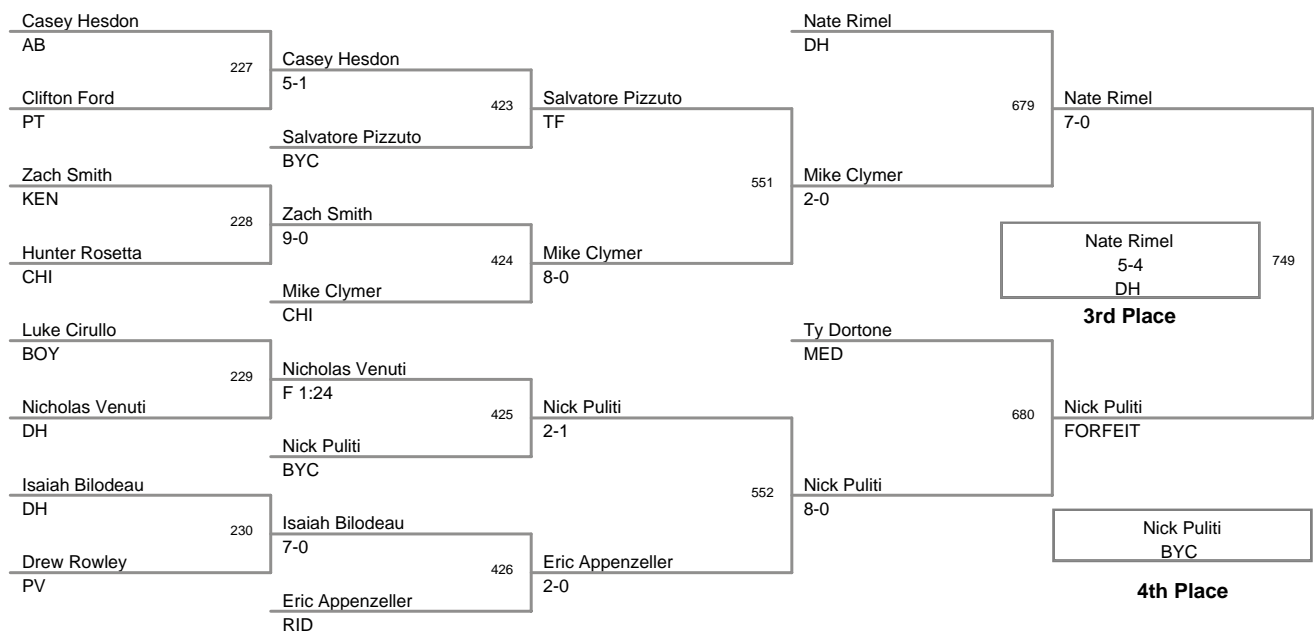 Casey Hesdon
AB
227
Clifton Ford
PT
Zach Smith
KEN
228
Hunter Rosetta
CHI
Luke Cirullo
BOY
229
Nicholas Venuti
DH
Isaiah Bilodeau
DH
230
Drew Rowley
PV
Casey Hesdon
5-1
423
Salvatore Pizzuto
BYC
Zach Smith
9-0
424
Mike Clymer
CHI
Nicholas Venuti
F 1:24
425
Nick Puliti
BYC
Isaiah Bilodeau
7-0
426
Eric Appenzeller
RID
Salvatore Pizzuto
TF
551
Mike Clymer
8-0
Nick Puliti
2-1
552
Eric Appenzeller
2-0
Nate Rimel
DH
679
Mike Clymer
2-0
Ty Dortone
MED
680
Nick Puliti
8-0
Nate Rimel
7-0
749
Nick Puliti
FORFEIT
Nate Rimel
5-4
DH
3rd Place
Nick Puliti
BYC
4th Place